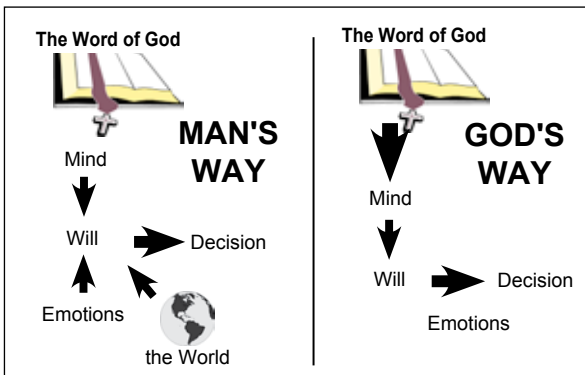 The Word of God
MAN'S
WAY
Mind
Will
Decision
Emotions
the World
The Word of God
GOD'S
WAY
Mind
Will
Decision
Emotions